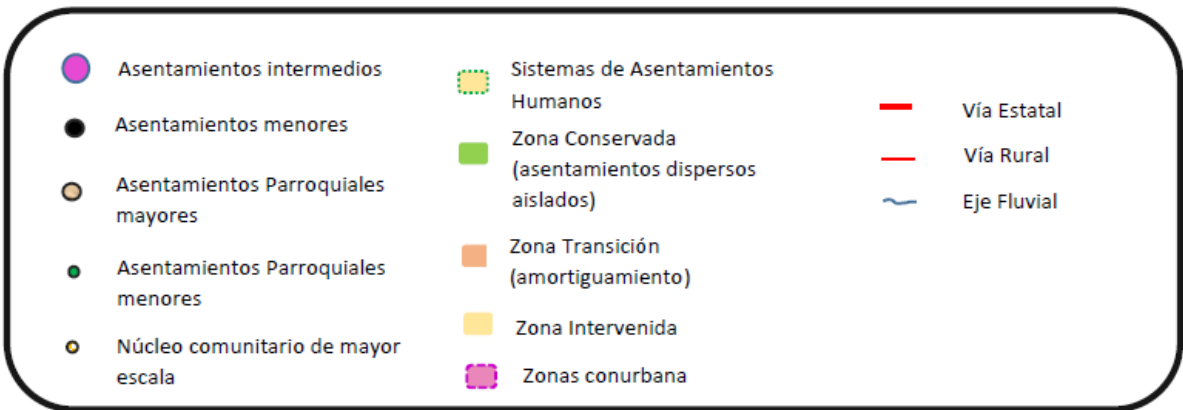 Asentamientos intermedios
Asentamientos menores
Asentamientos Parroquiales
mayores
Asentamientos Parroquiales
menores
Núcleo comunitario de mayor
escala
Sistemas de Asentamientos
Humanos
Zona Conservada
(asentamientos dispersos
aislados)
Zona Transición
(amortiguamiento)
Zona Intervenida
Zonas conurbana
Vía Estatal
Vía Rural
Eje Fluvial